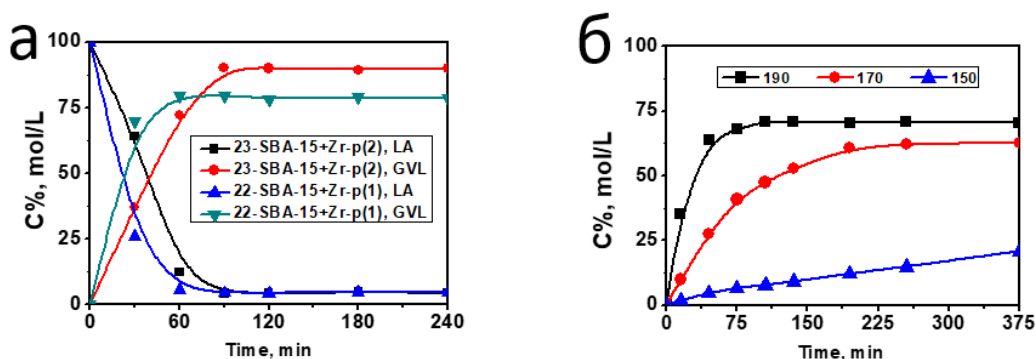 а
C%, mol/L
100
75
50
25
0
23-SBA-15+Zr-p(2), LA
23-SBA-15+Zr-p(2), GVL
22-SBA-15+Zr-p(1), LA
22-SBA-15+Zr-p(1), GVL
0 60 120 180 240
Time, min
б
C%, mol/L
100
75
50
25
0
190 170 150
0 75 150 225 300 375
Time, min